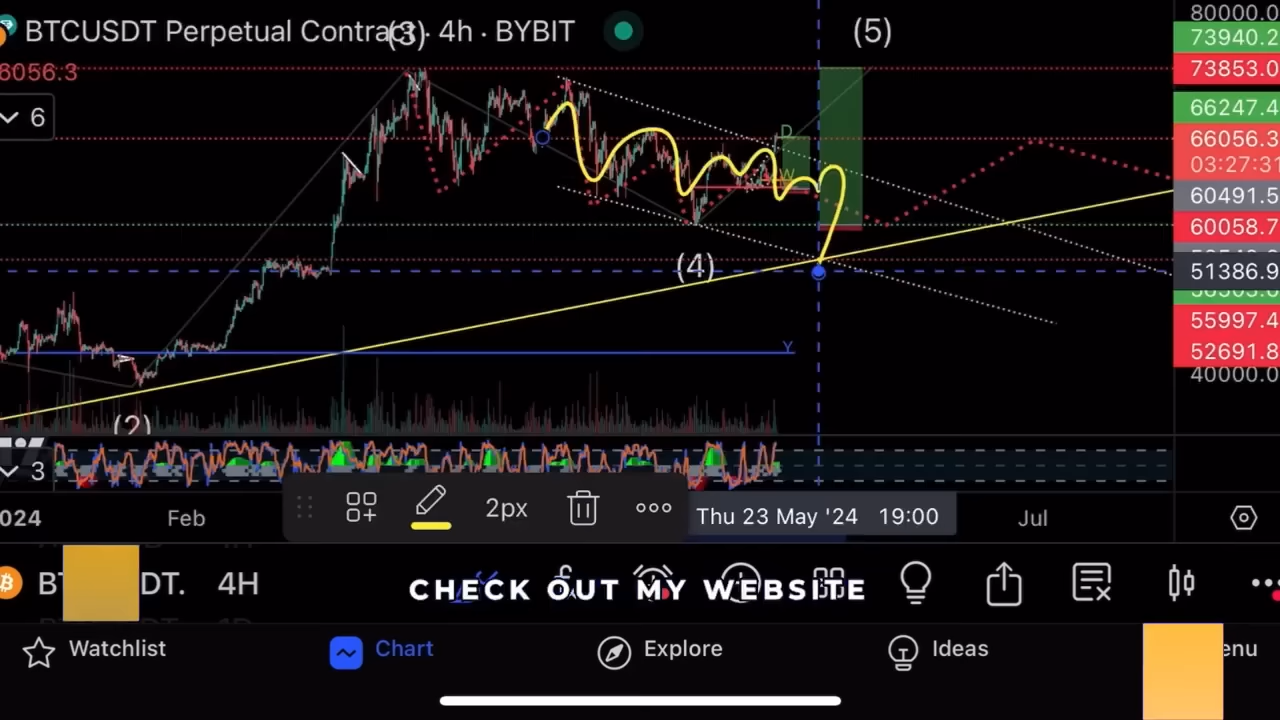 BTCUSDT Perpetual Contract · 4h · BYBIT
(3)
(5)
80000.0
73940.2
6056.3
73853.0
6
66247.4
D
66056.3
03:27:31
W
60491.5
60058.7
(4)
51386.9
55997.4
Y
52691.8
40000.0
(2)
3
2024
Feb
2px
Thu 23 May '24 19:00
Jul
DT. 4H
CHECK OUT MY WEBSITE
Watchlist
Chart
Explore
Ideas
enu